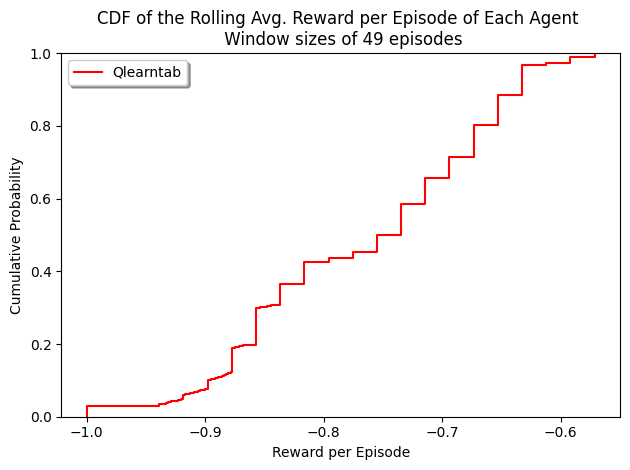 CDF of the Rolling Avg. Reward per Episode of Each Agent
Window sizes of 49 episodes
Qlearntab
Cumulative Probability
1.0
0.8
0.6
0.4
0.2
0.0
−1.0 −0.9 −0.8 −0.7 −0.6
Reward per Episode